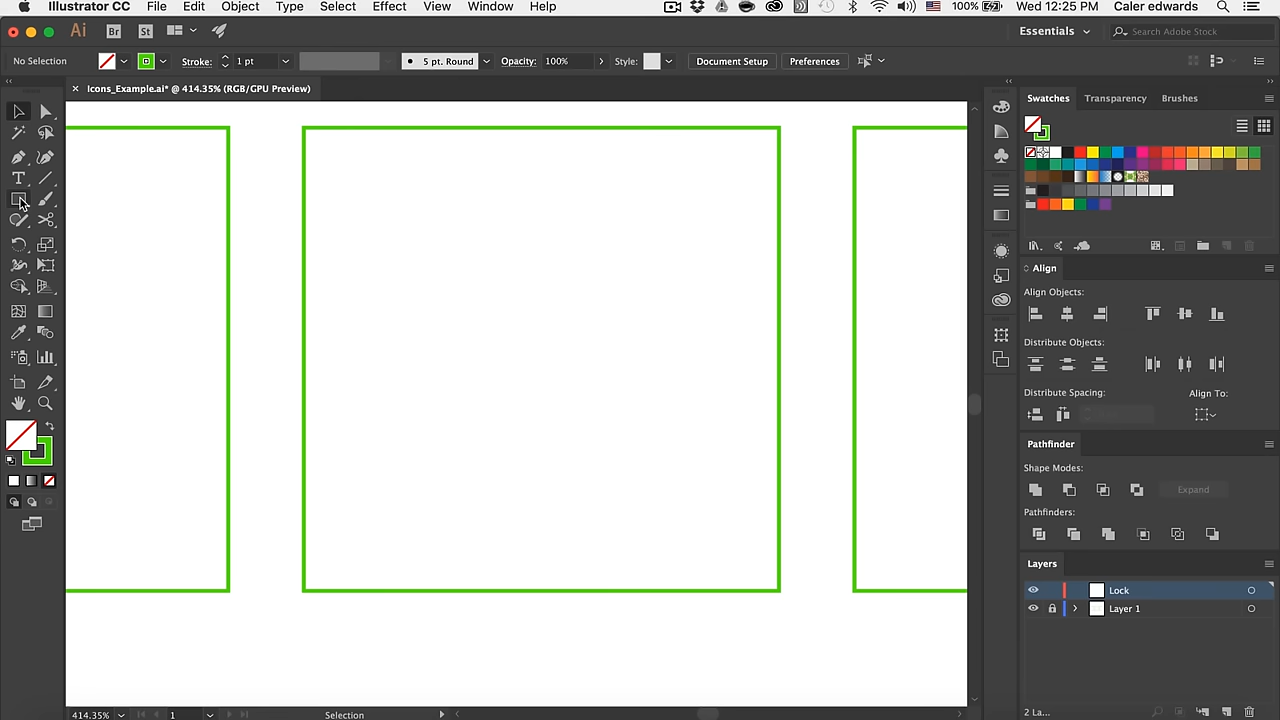 Illustrator CC File Edit Object Type Select Effect View Window Help 100% Wed 12:25 PM Caler edwards
Ai Br St Essentials Search Adobe Stock
No Selection Stroke: 1 pt 5 pt. Round Opacity: 100% Style: Document Setup Preferences
× Icons_Example.ai* @ 414.35% (RGB/GPU Preview)
Swatches Transparency Brushes
Align
Align Objects:
Distribute Objects:
Distribute Spacing: Align To:
Pathfinder
Shape Modes:
Expand
Pathfinders:
Layers
Lock
Layer 1
414.35% 1 Selection 2 La...